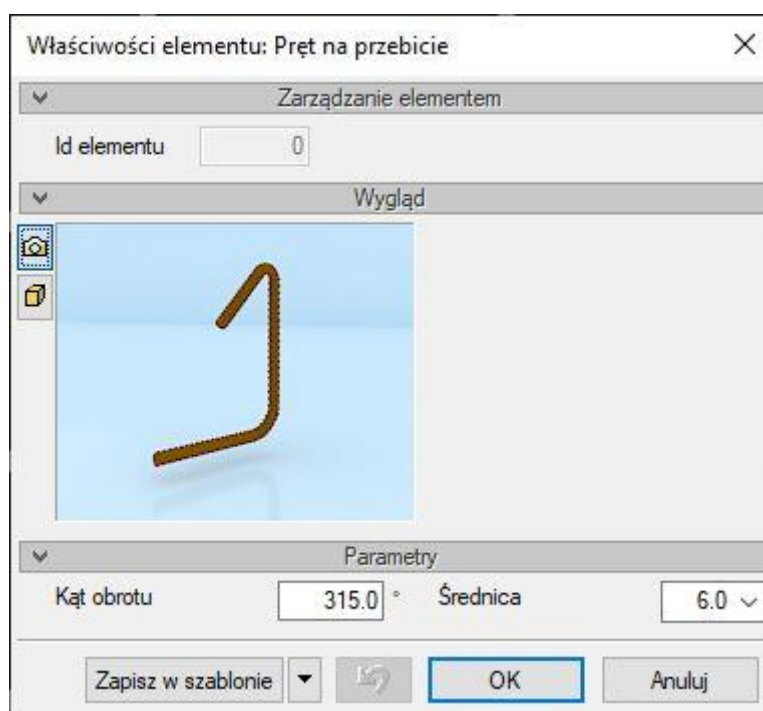 Właściwości elementu: Pręt na przebicie
Zarządzanie elementem
Id elementu 0
Wygląd
Parametry
Kąt obrotu 315.0 ° Średnica 6.0
Zapisz w szablonie OK Anuluj